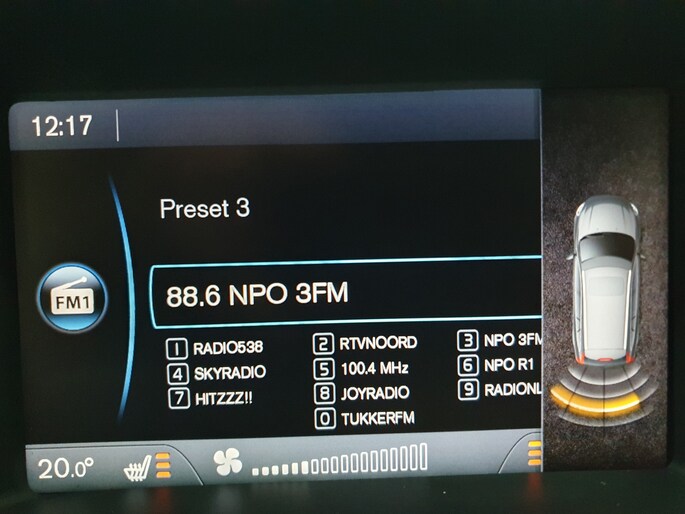 12:17
Preset 3
FM1
88.6 NPO 3FM
1 RADIO538
2 RTVNOORD
3 NPO 3FM
4 SKYRADIO
5 100.4 MHz
6 NPO R1
7 HITZZZ!!
8 JOYRADIO
9 RADIONL
0 TUKKERFM
20.0°